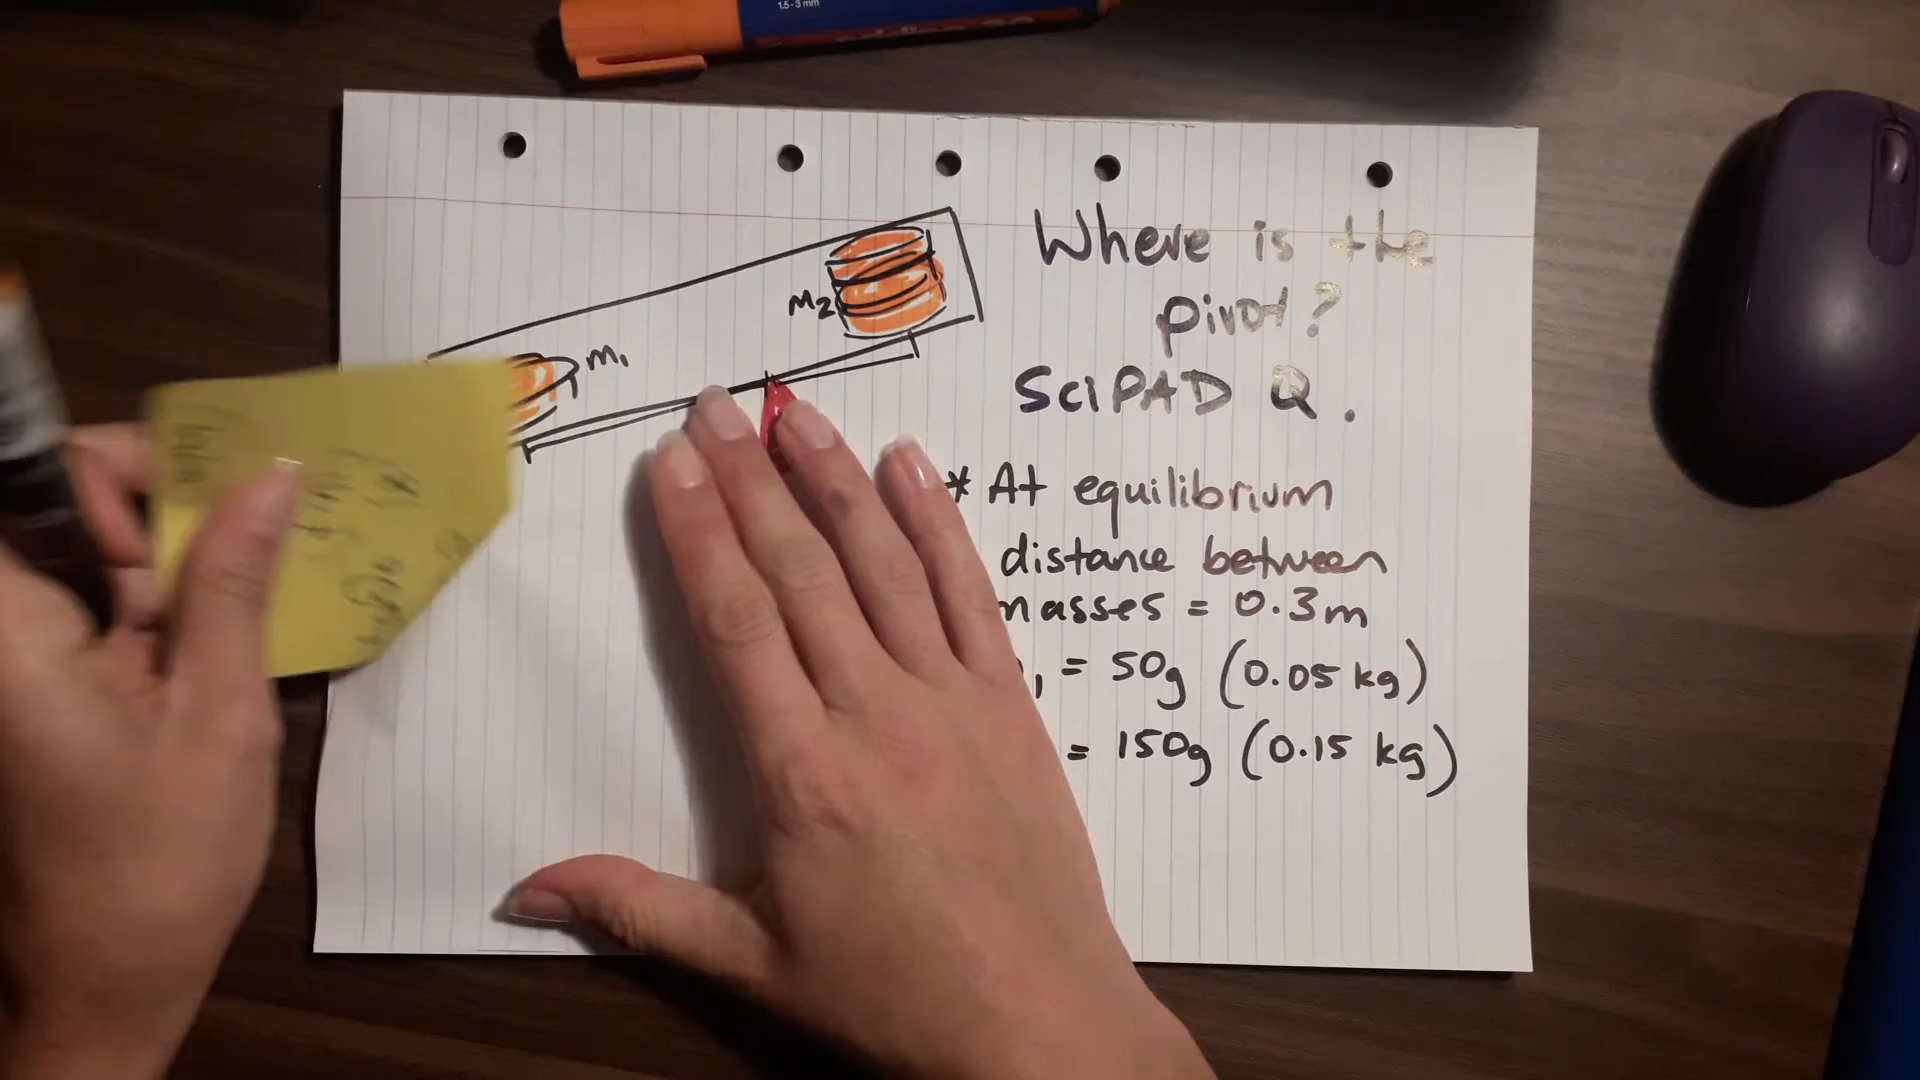 1.5-3 mm
Where is the
pivot?
SCIPAD Q.
* At equilibrium
distance between
masses = 0.3m
1 = 50g (0.05 kg)
= 150g (0.15 kg)
m1
M2